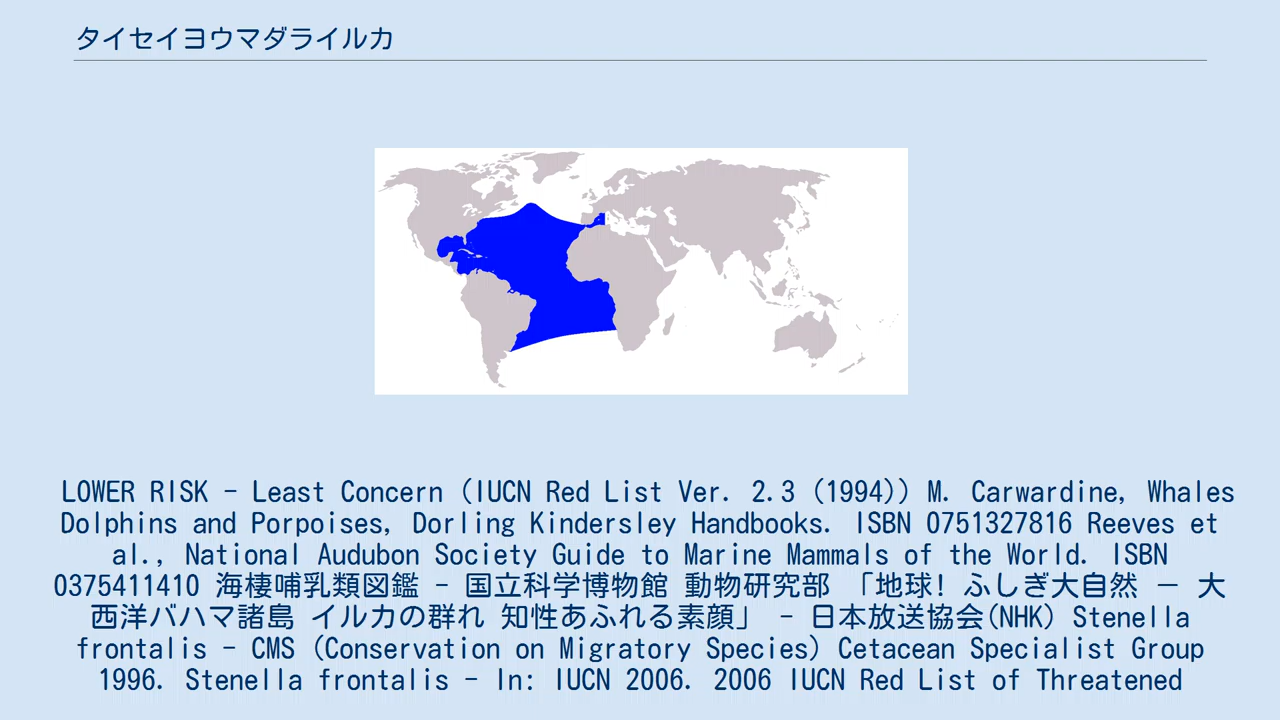 タイセイヨウマダライルカ
LOWER RISK - Least Concern (IUCN Red List Ver. 2.3 (1994)) M. Carwardine, Whales
Dolphins and Porpoises, Dorling Kindersley Handbooks. ISBN 0751327816 Reeves et
al., National Audubon Society Guide to Marine Mammals of the World. ISBN
0375411410 海棲哺乳類図鑑 - 国立科学博物館 動物研究部 「地球! ふしぎ大自然 － 大
西洋バハマ諸島 イルカの群れ 知性あふれる素顔」 - 日本放送協会(NHK) Stenella
frontalis - CMS (Conservation on Migratory Species) Cetacean Specialist Group
1996. Stenella frontalis - In: IUCN 2006. 2006 IUCN Red List of Threatened